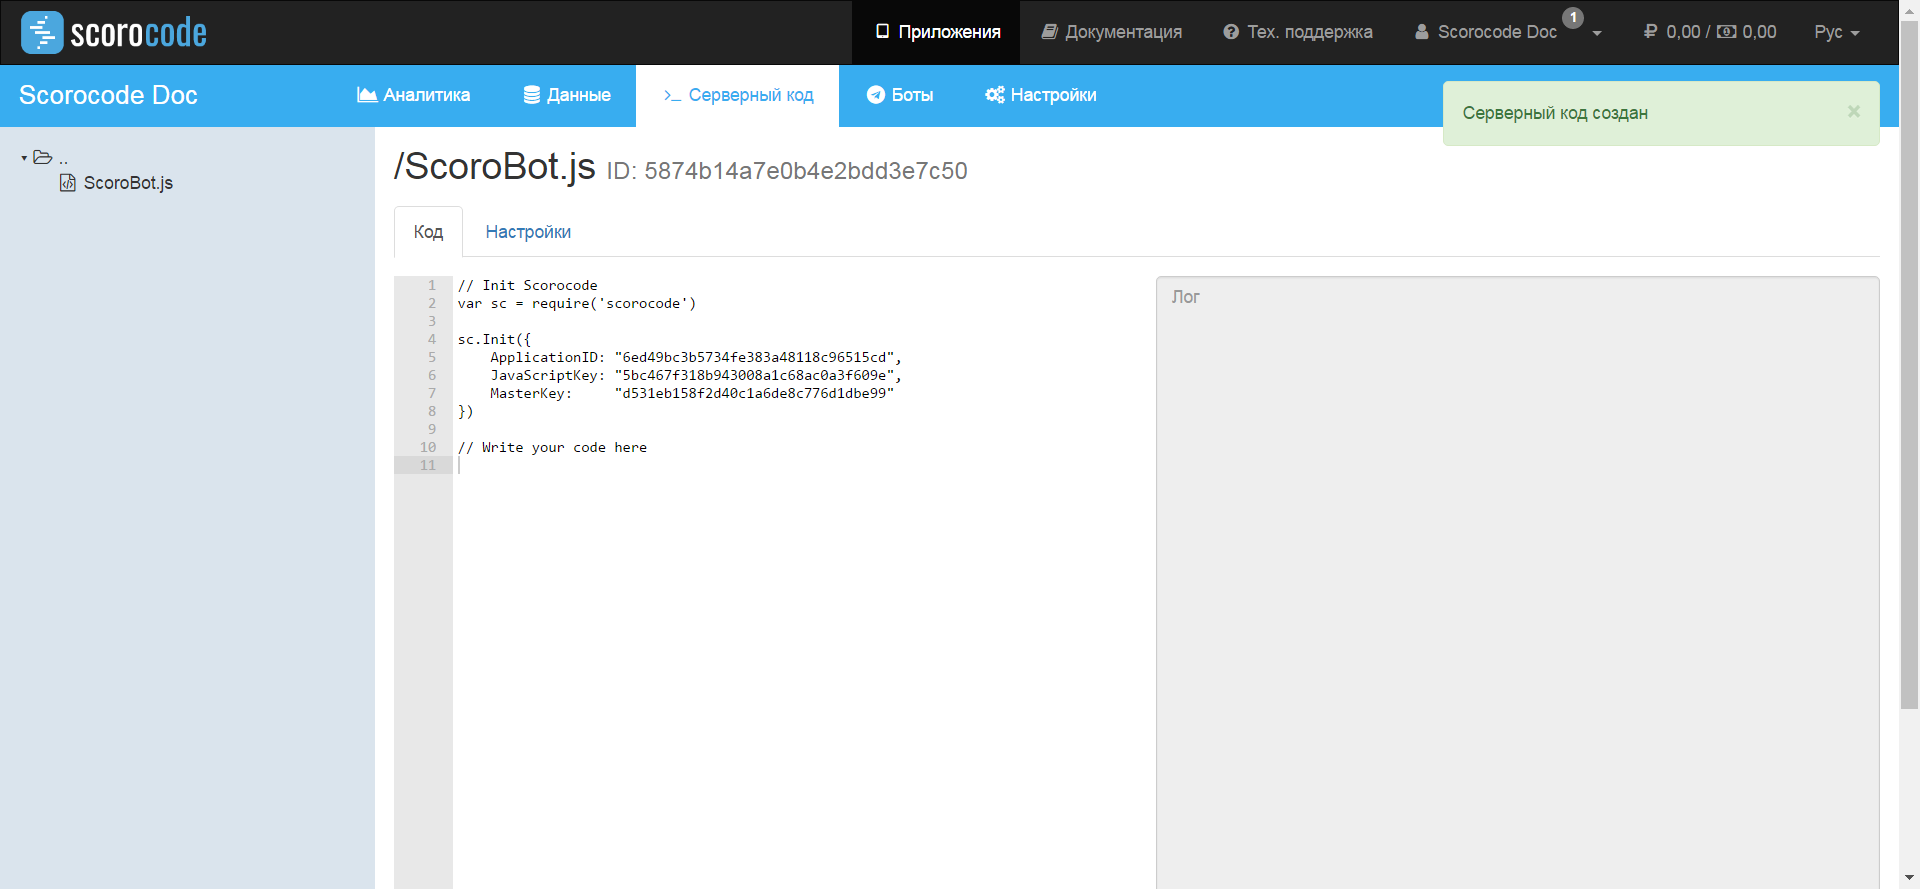 scorocode
Приложения
Документация
Тех. поддержка
Scorocode Doc
1
0,00 / 0,00
Рус
Scorocode Doc
Аналитика
Данные
>_ Серверный код
Боты
Настройки
Серверный код создан
×
..
ScoroBot.js
/ScoroBot.js ID: 5874b14a7e0b4e2bdd3e7c50
Код
Настройки
1 // Init Scorocode
2 var sc = require('scorocode')
3
4 sc.Init({
5 ApplicationID: "6ed49bc3b5734fe383a48118c96515cd",
6 JavaScriptKey: "5bc467f318b943008a1c68ac0a3f609e",
7 MasterKey: "d531eb158f2d40c1a6de8c776d1dbe99"
8 })
9
10 // Write your code here
11
Лог